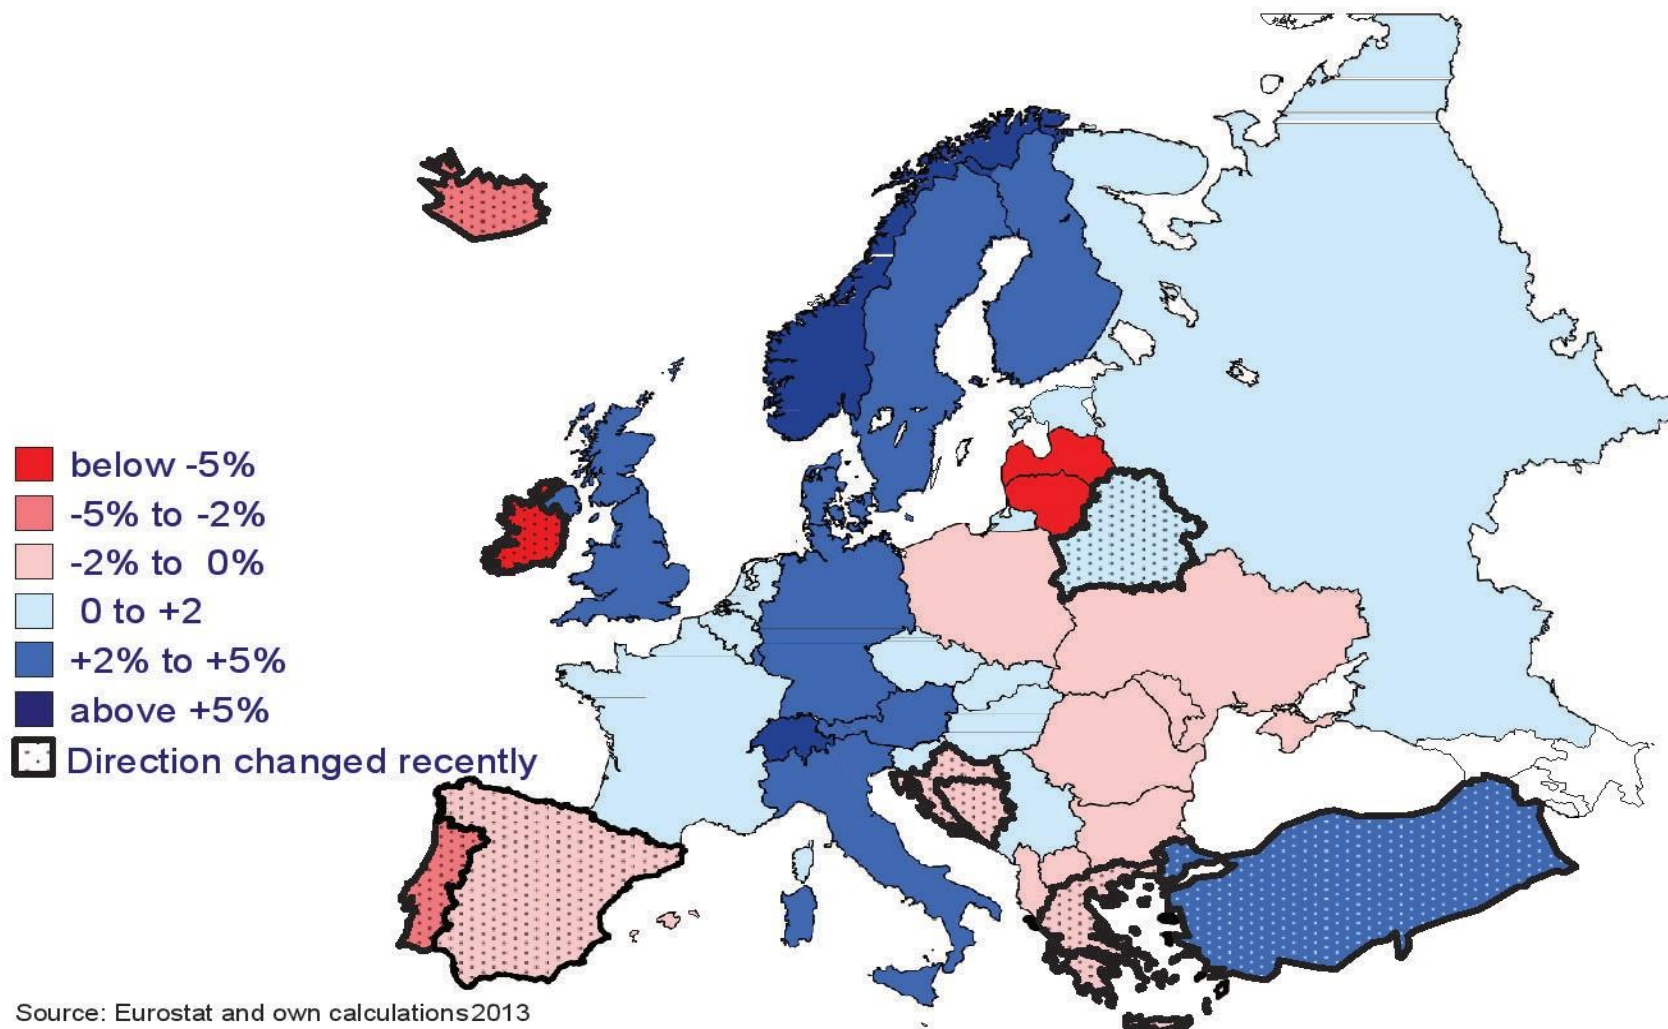 below -5%
-5% to -2%
-2% to 0%
0 to +2
+2% to +5%
above +5%
Direction changed recently
Source: Eurostat and own calculations2013